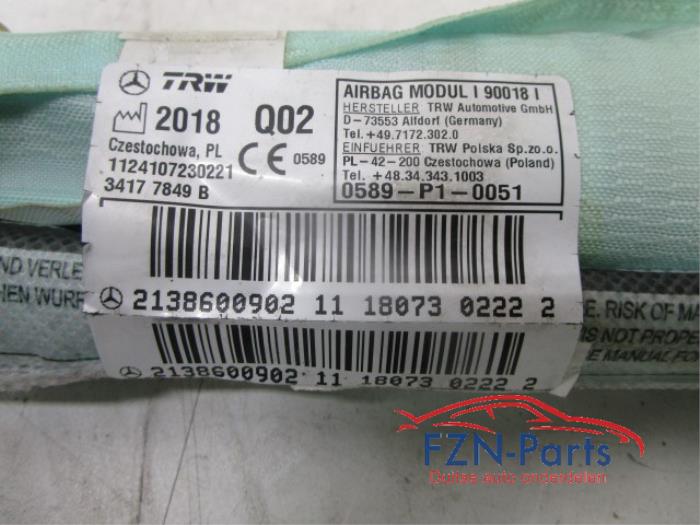 TRW
2018 Q02
Czestochowa, PL
CE 0589
1124107230221
3417 7849 B
AIRBAG MODUL I 90018 I
HERSTELLER TRW Automotive GmbH
D-73553 Alfdorf (Germany)
Tel. +49.7172.302.0
EINFUEHRER TRW Polska Sp.zo.o.
PL-42-200 Czestochowa (Poland)
Tel. +48.34.343.1003
0589-P1-0051
ND VERLE
CHEN WURF
2138600902 11 18073 0222 2
E. RISK OF MA
IS NOT PROPE
E MANUAL FOR
2138600902 11 18073 0222 2
FZN-Parts
Duitse auto onderdelen